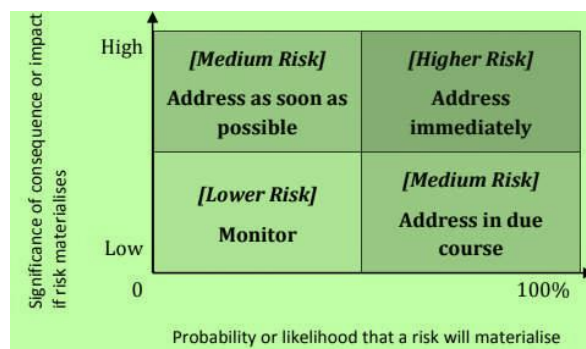 Significance of consequence or impact
if risk materialises
High
Low
[Medium Risk]
Address as soon as
possible
[Higher Risk]
Address
immediately
[Lower Risk]
Monitor
[Medium Risk]
Address in due
course
0
100%
Probability or likelihood that a risk will materialise